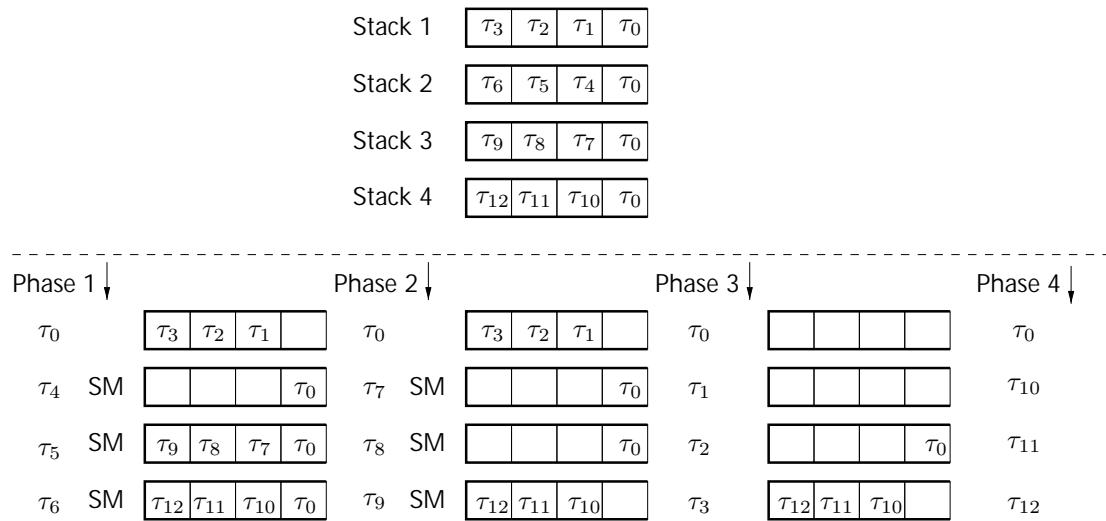 Stack 1 τ3 τ2 τ1 τ0
Stack 2 τ6 τ5 τ4 τ0
Stack 3 τ9 τ8 τ7 τ0
Stack 4 τ12 τ11 τ10 τ0
Phase 1 Phase 2 Phase 3 Phase 4
τ0 τ3 τ2 τ1 τ0 τ3 τ2 τ1 τ0 τ0
τ4 SM τ0 τ7 SM τ0 τ1 τ10
τ5 SM τ9 τ8 τ7 τ0 τ8 SM τ0 τ2 τ0 τ11
τ6 SM τ12 τ11 τ10 τ0 τ9 SM τ12 τ11 τ10 τ3 τ12 τ11 τ10 τ12